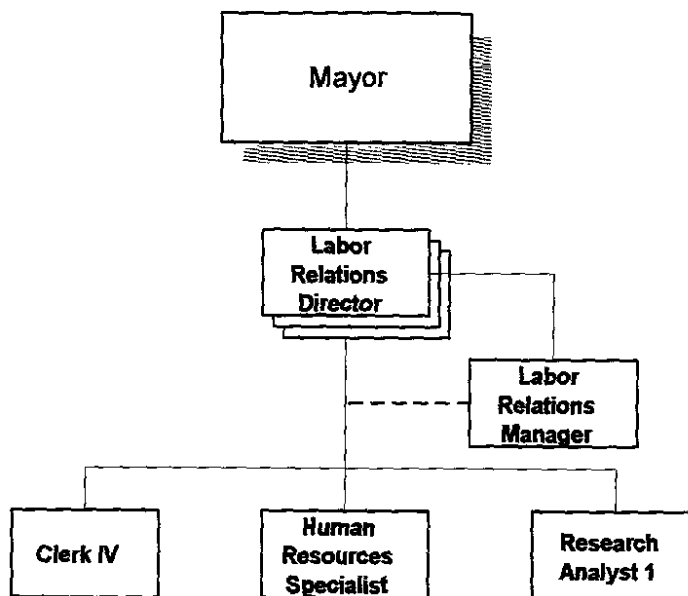 Mayor
Labor
Relations
Director
Labor
Relations
Manager
Clerk IV
Human
Resources
Specialist
Research
Analyst 1